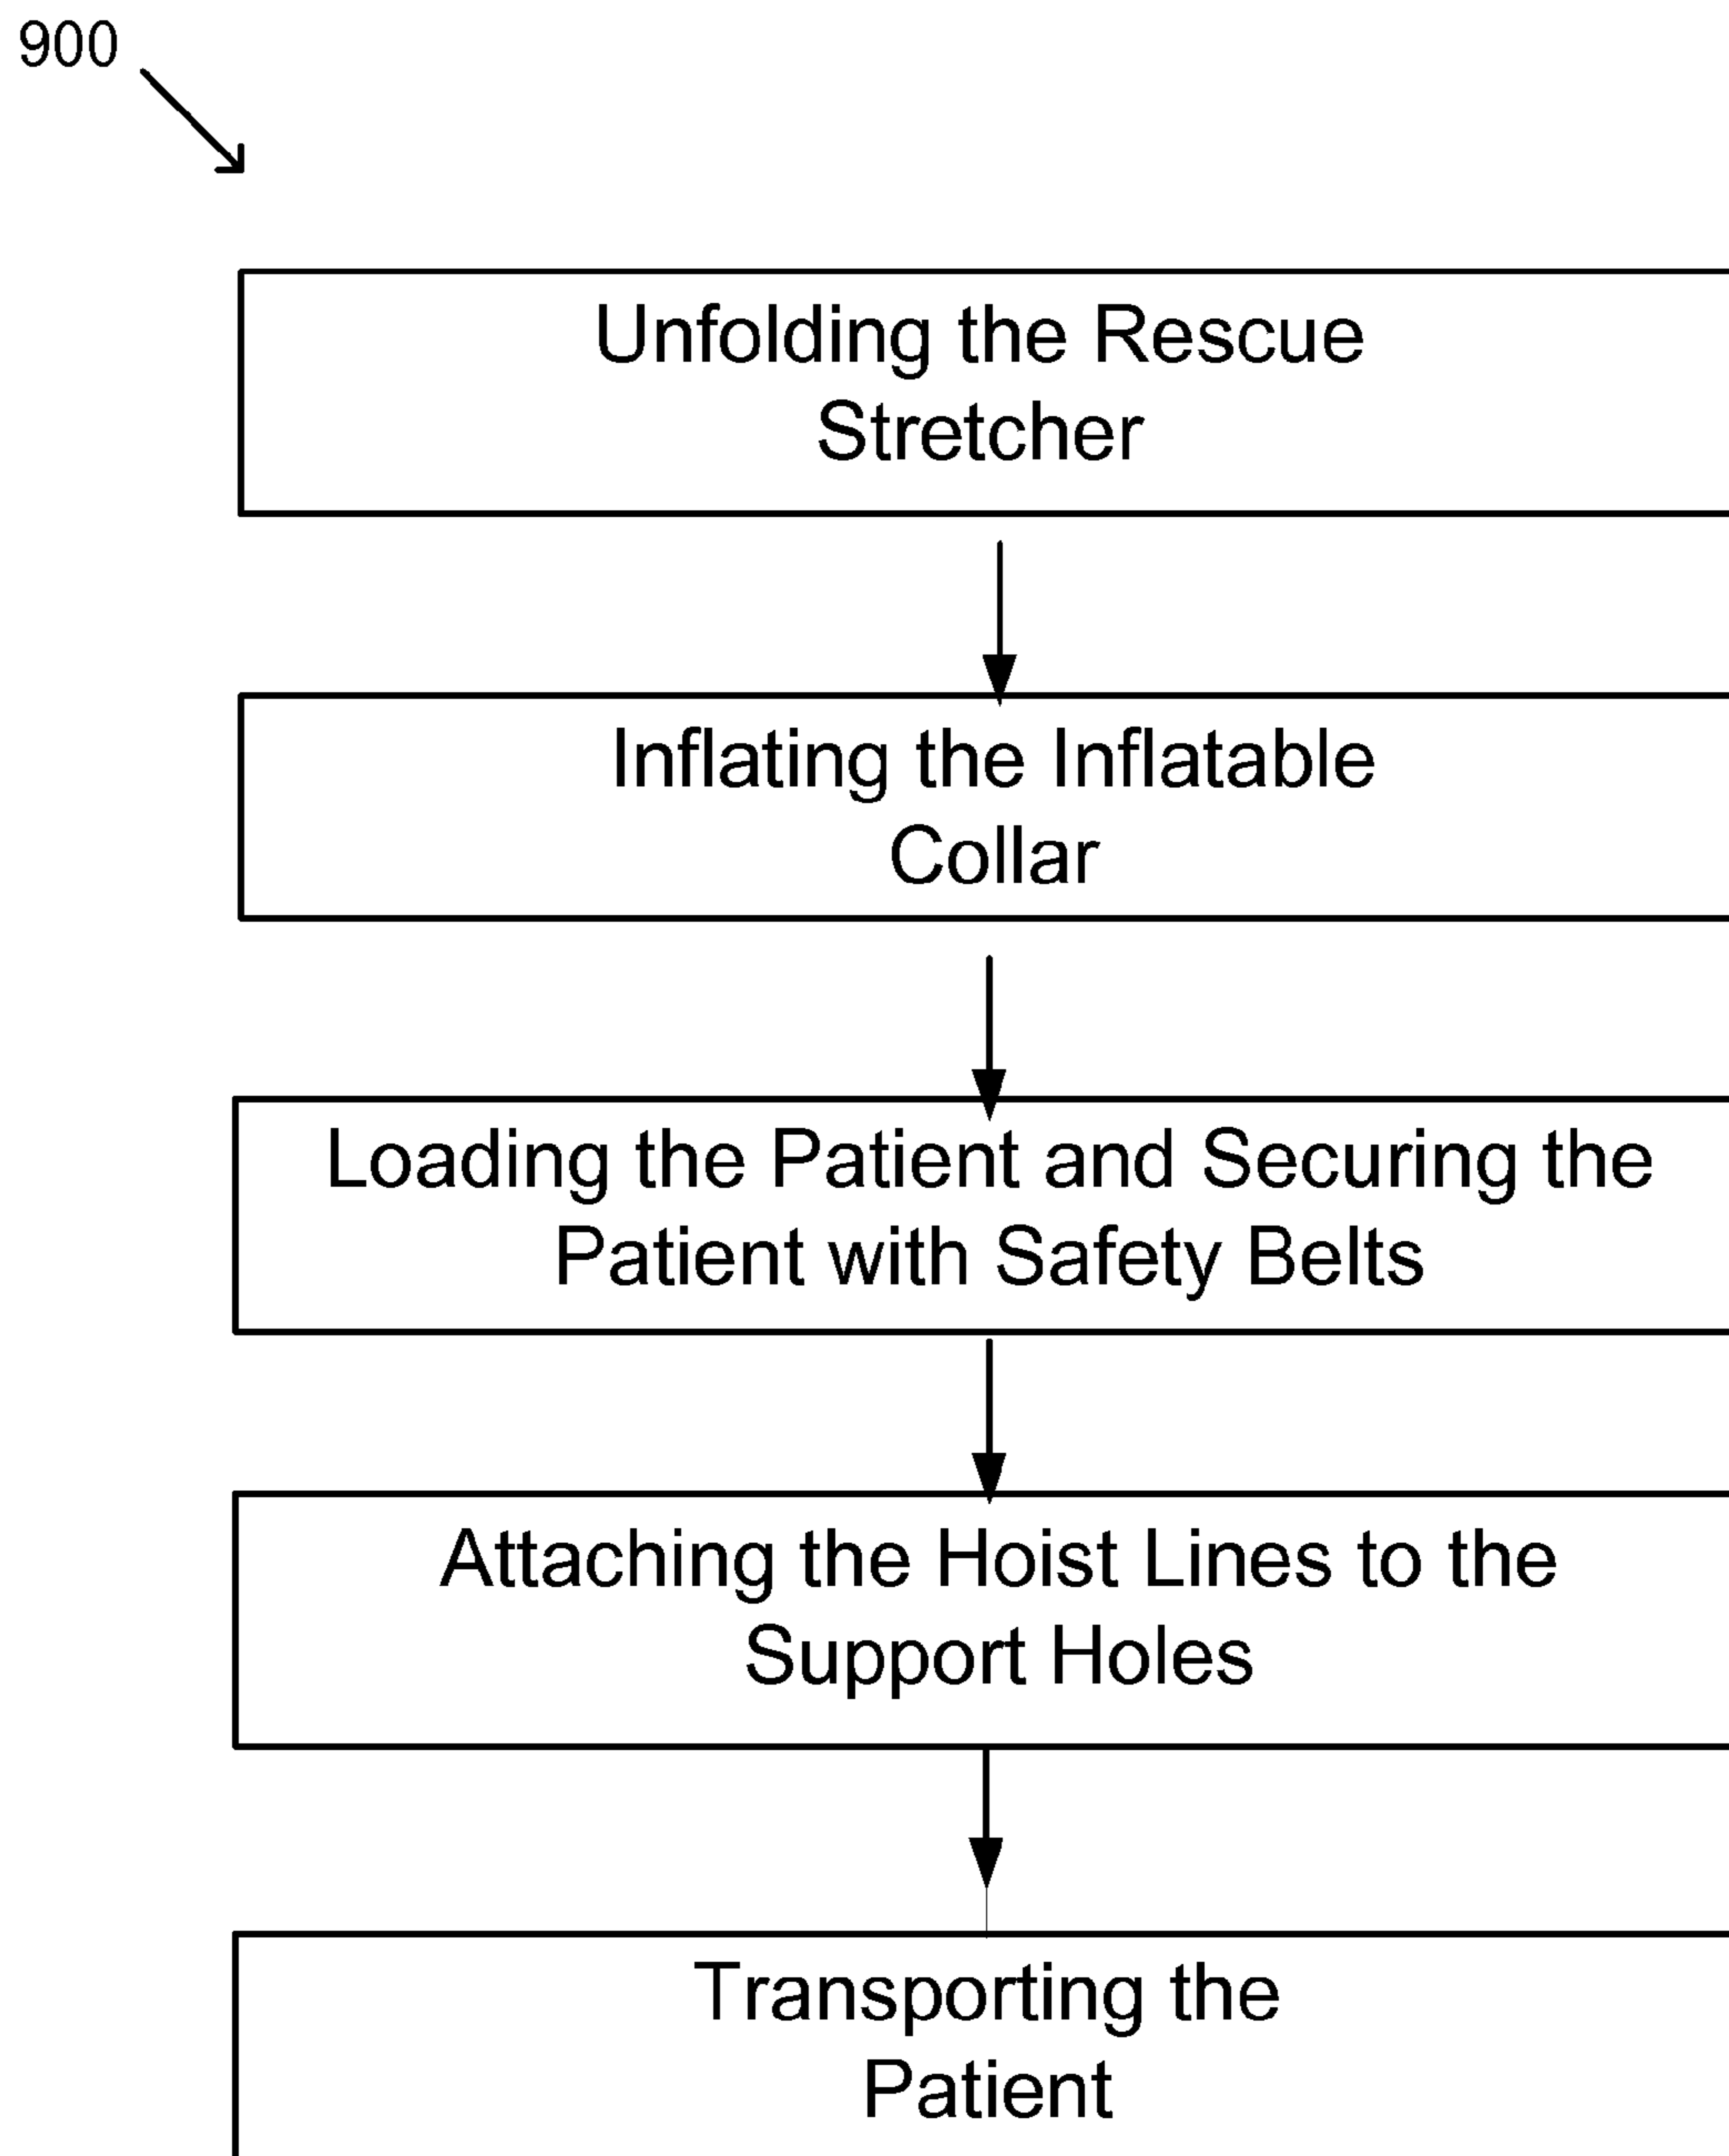 900
Unfolding the Rescue
Stretcher
Inflating the Inflatable
Collar
Loading the Patient and Securing the
Patient with Safety Belts
Attaching the Hoist Lines to the
Support Holes
Transporting the
Patient